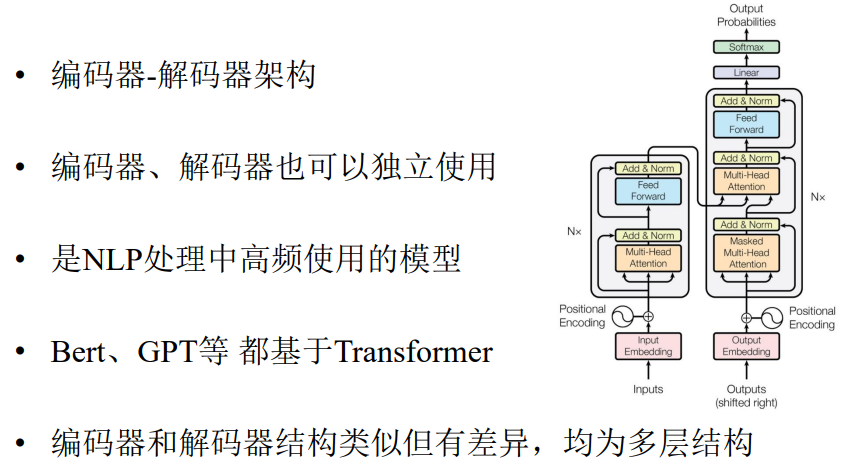 • 编码器-解码器架构
• 编码器、解码器也可以独立使用
• 是NLP处理中高频使用的模型
• Bert、GPT等 都基于Transformer
• 编码器和解码器结构类似但有差异，均为多层结构
Output
Probabilities
Softmax
Linear
Add & Norm
Feed
Forward
Add & Norm
Multi-Head
Attention
Add & Norm
Masked
Multi-Head
Attention
N×
Positional
Encoding
Output
Embedding
Outputs
(shifted right)
Add & Norm
Feed
Forward
Add & Norm
Multi-Head
Attention
N×
Positional
Encoding
Input
Embedding
Inputs